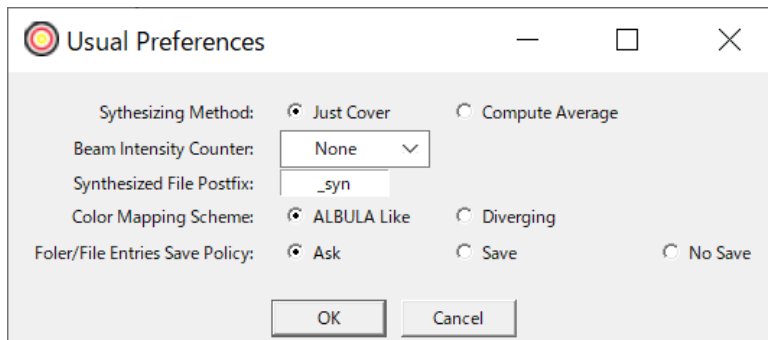 Usual Preferences
Sythesizing Method: Just Cover Compute Average
Beam Intensity Counter: None
Synthesized File Postfix: _syn
Color Mapping Scheme: ALBULA Like Diverging
Foler/File Entries Save Policy: Ask Save No Save
OK Cancel